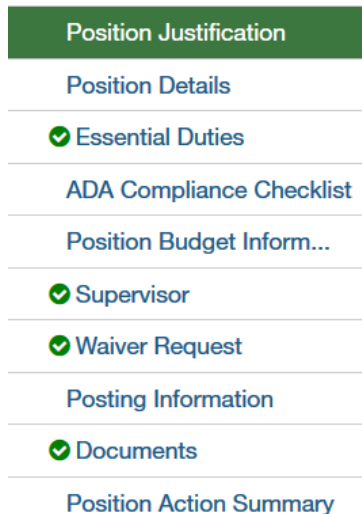 Position Justification
Position Details
Essential Duties
ADA Compliance Checklist
Position Budget Inform...
Supervisor
Waiver Request
Posting Information
Documents
Position Action Summary